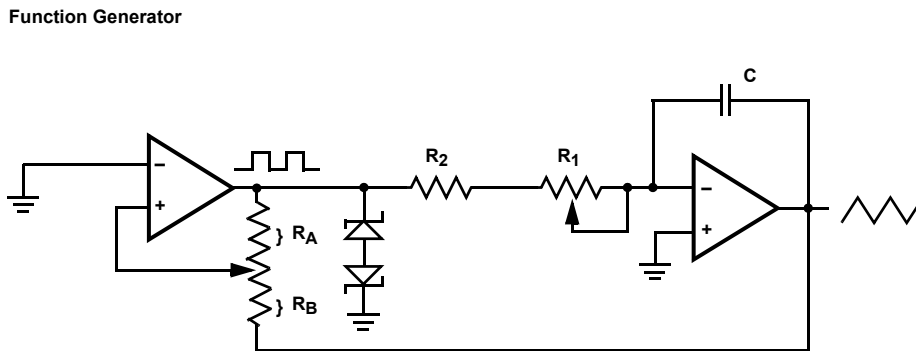 Function Generator
C
R2
R1
−
+
} RA
} RB
−
+